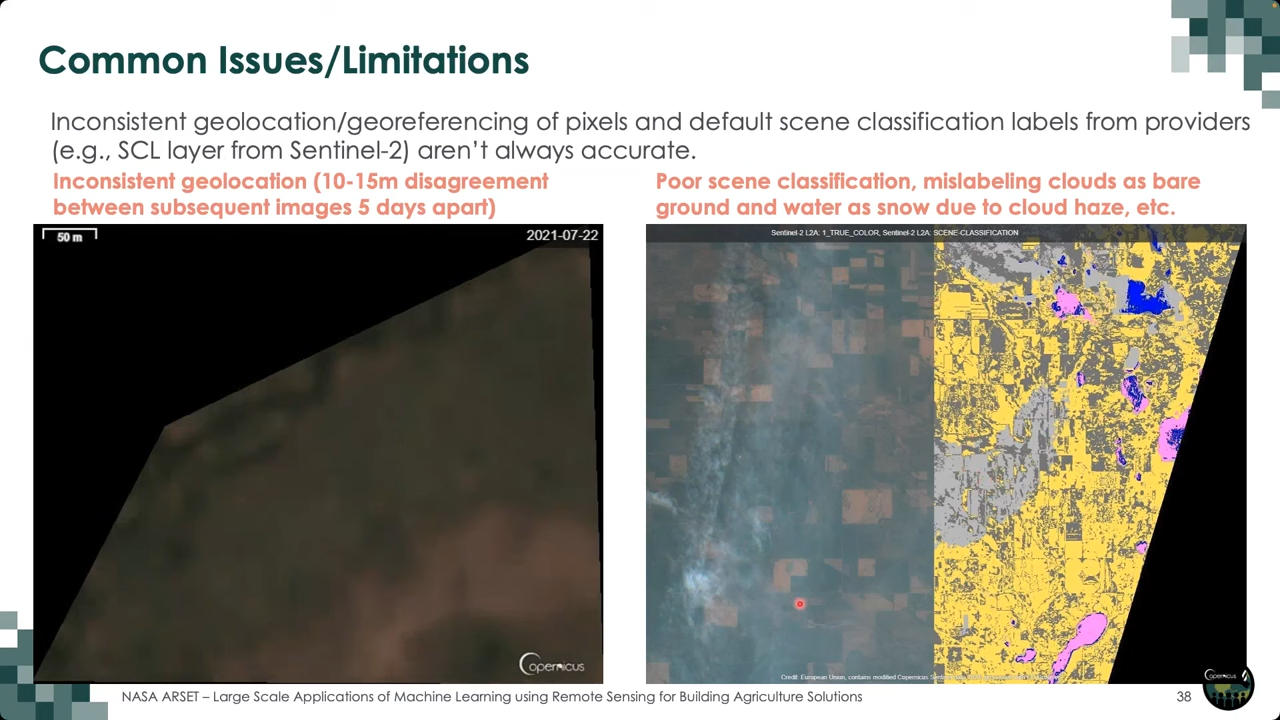 Common Issues/Limitations
Inconsistent geolocation/georeferencing of pixels and default scene classification labels from providers
(e.g., SCL layer from Sentinel-2) aren’t always accurate.
Inconsistent geolocation (10-15m disagreement
between subsequent images 5 days apart)
Poor scene classification, mislabeling clouds as bare
ground and water as snow due to cloud haze, etc.
50 m
2021-07-22
Sentinel-2 L2A: 1_TRUE_COLOR, Sentinel-2 L2A: SCENE-CLASSIFICATION
Copernicus
Credit: European Union, contains modified Copernicus
NASA ARSET – Large Scale Applications of Machine Learning using Remote Sensing for Building Agriculture Solutions
38
Copernicus